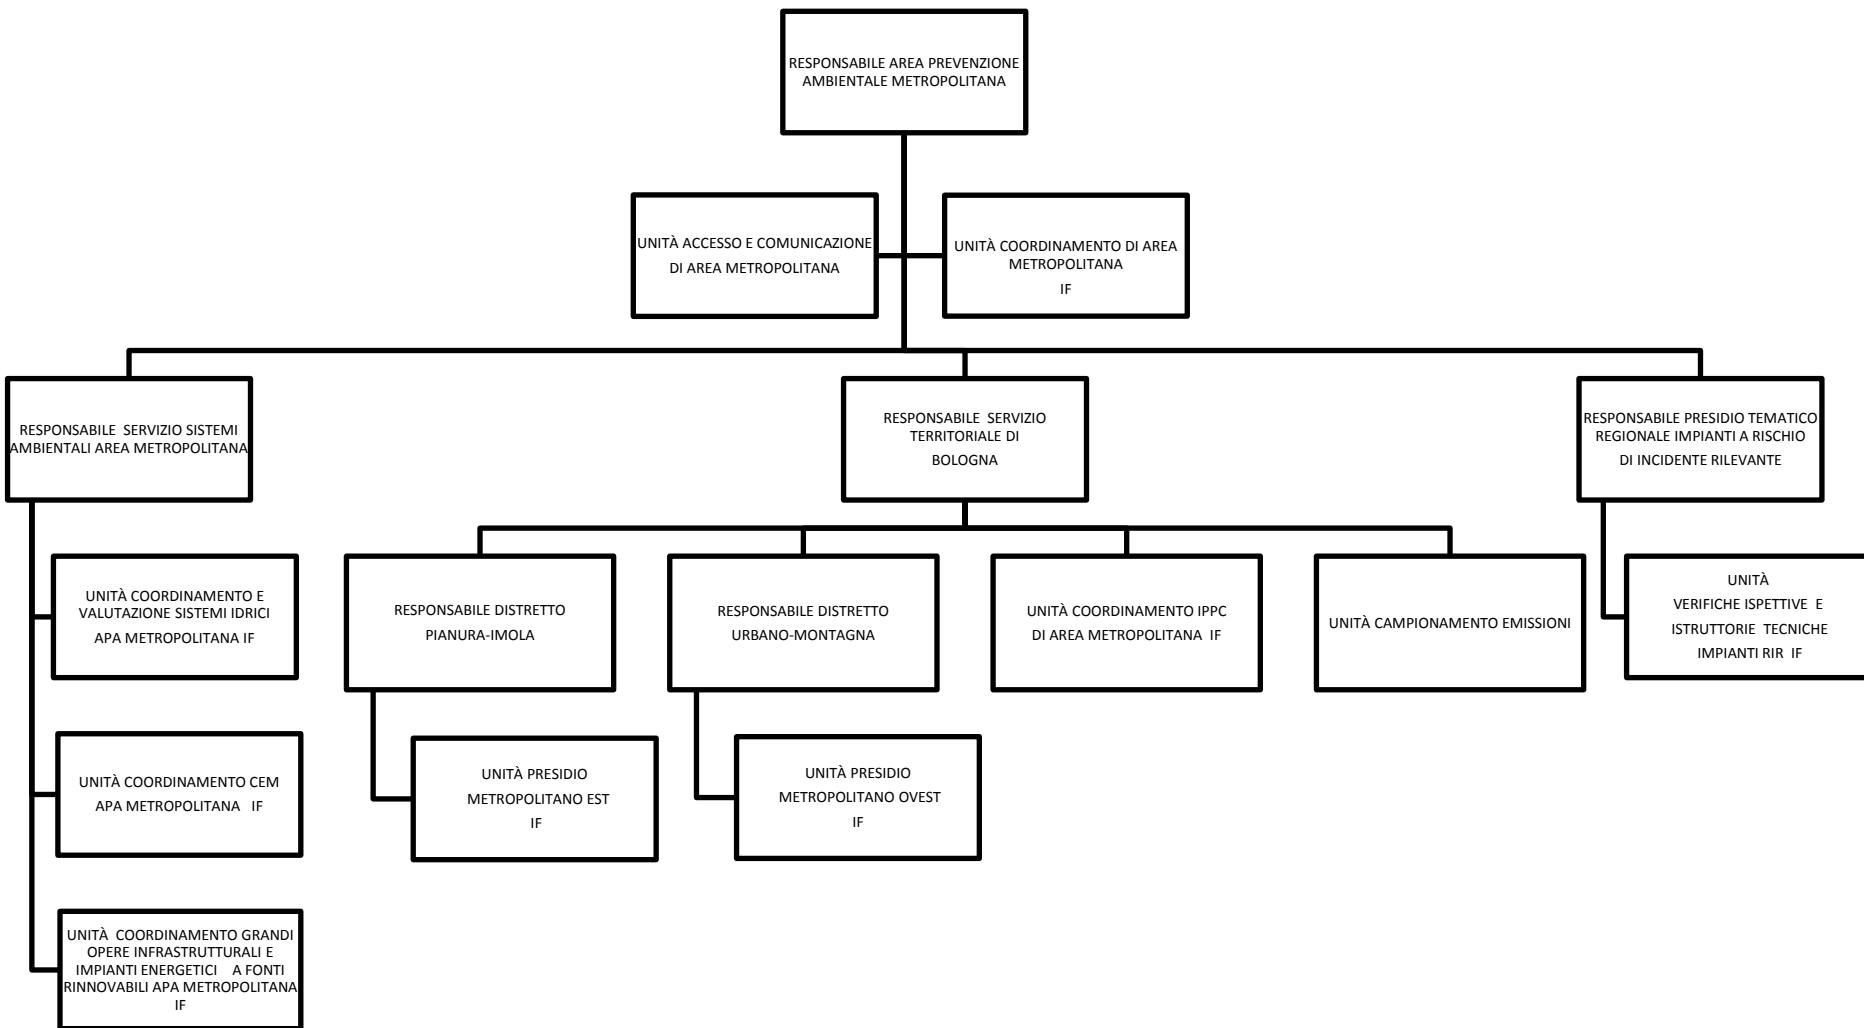 RESPONSABILE AREA PREVENZIONE
AMBIENTALE METROPOLITANA
UNITÀ ACCESSO E COMUNICAZIONE
DI AREA METROPOLITANA
UNITÀ COORDINAMENTO DI AREA
METROPOLITANA
IF
RESPONSABILE SERVIZIO SISTEMI
AMBIENTALI AREA METROPOLITANA
RESPONSABILE SERVIZIO
TERRITORIALE DI
BOLOGNA
RESPONSABILE PRESIDIO TEMATICO
REGIONALE IMPIANTI A RISCHIO
DI INCIDENTE RILEVANTE
UNITÀ COORDINAMENTO E
VALUTAZIONE SISTEMI IDRICI
APA METROPOLITANA IF
RESPONSABILE DISTRETTO
PIANURA-IMOLA
RESPONSABILE DISTRETTO
URBANO-MONTAGNA
UNITÀ COORDINAMENTO IPPC
DI AREA METROPOLITANA IF
UNITÀ CAMPIONAMENTO EMISSIONI
UNITÀ
VERIFICHE ISPETTIVE E
ISTRUTTORIE TECNICHE
IMPIANTI RIR IF
UNITÀ COORDINAMENTO CEM
APA METROPOLITANA IF
UNITÀ PRESIDIO
METROPOLITANO EST
IF
UNITÀ PRESIDIO
METROPOLITANO OVEST
IF
UNITÀ COORDINAMENTO GRANDI
OPERE INFRASTRUTTURALI E
IMPIANTI ENERGETICI A FONTI
RINNOVABILI APA METROPOLITANA
IF